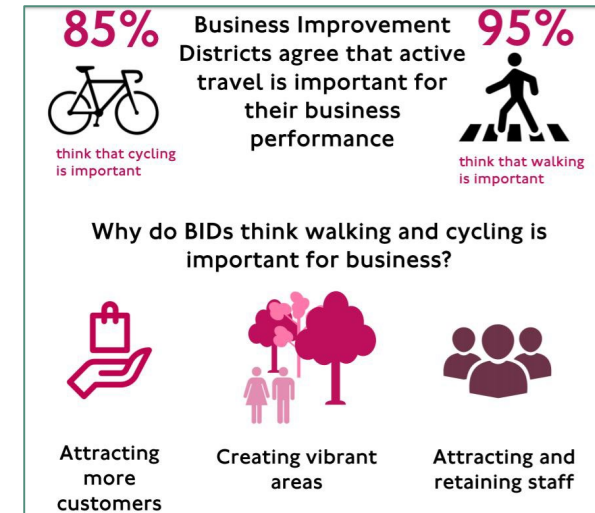 85%
Business Improvement
Districts agree that active
travel is important for
their business
performance
95%
think that cycling
is important
think that walking
is important
Why do BIDs think walking and cycling is
important for business?
Attracting
more
customers
Creating vibrant
areas
Attracting and
retaining staff